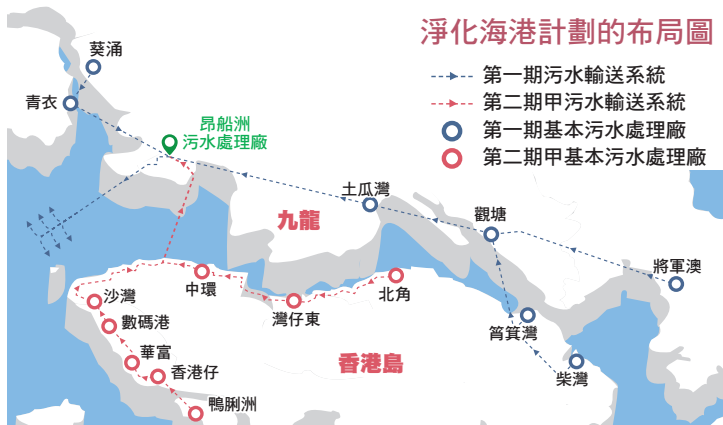 淨化海港計劃的布局圖
第一期污水輸送系統
第二期甲污水輸送系統
第一期基本污水處理廠
第二期甲基本污水處理廠
葵涌
青衣
昂船洲
污水處理廠
土瓜灣
九龍
觀塘
將軍澳
中環
北角
沙灣
灣仔東
數碼港
筲箕灣
華富
香港島
香港仔
柴灣
鴨脷洲